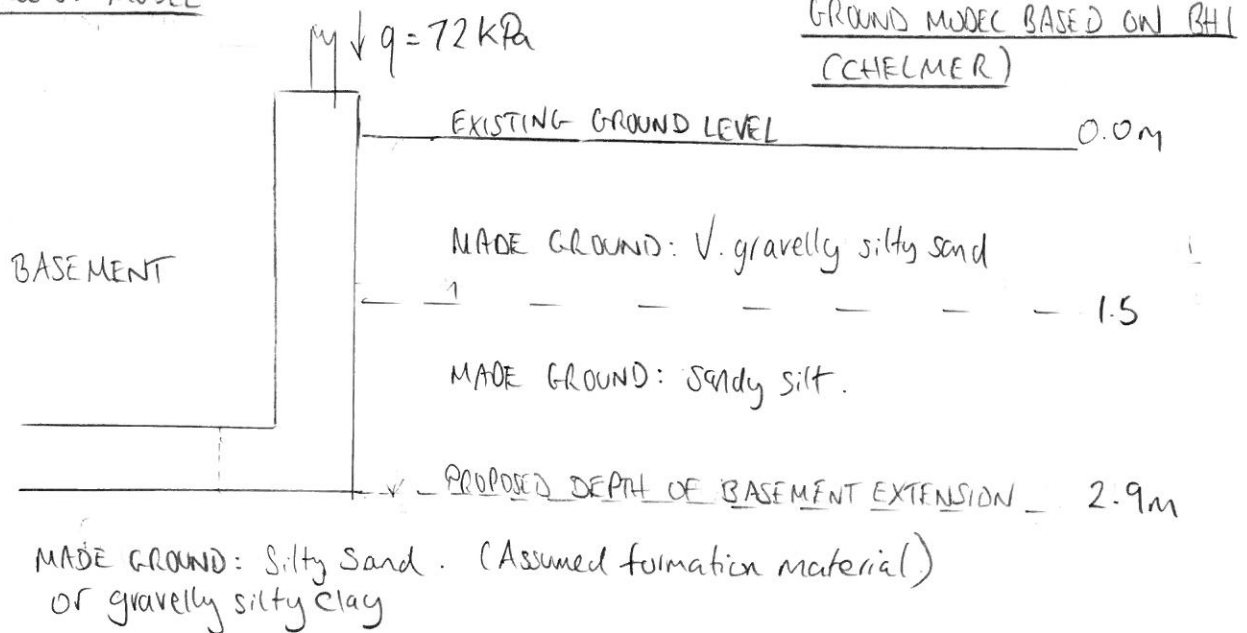 MODEL
GROUND MODEL BASED ON BH1
(CHELMER)
q = 72 kPa
EXISTING GROUND LEVEL 0.0m
MADE GROUND: V. gravelly silty sand
BASEMENT
1.5
MADE GROUND: Sandy silt.
PROPOSED DEPTH OF BASEMENT EXTENSION 2.9m
MADE GROUND: Silty Sand. (Assumed formation material)
or gravelly silty clay